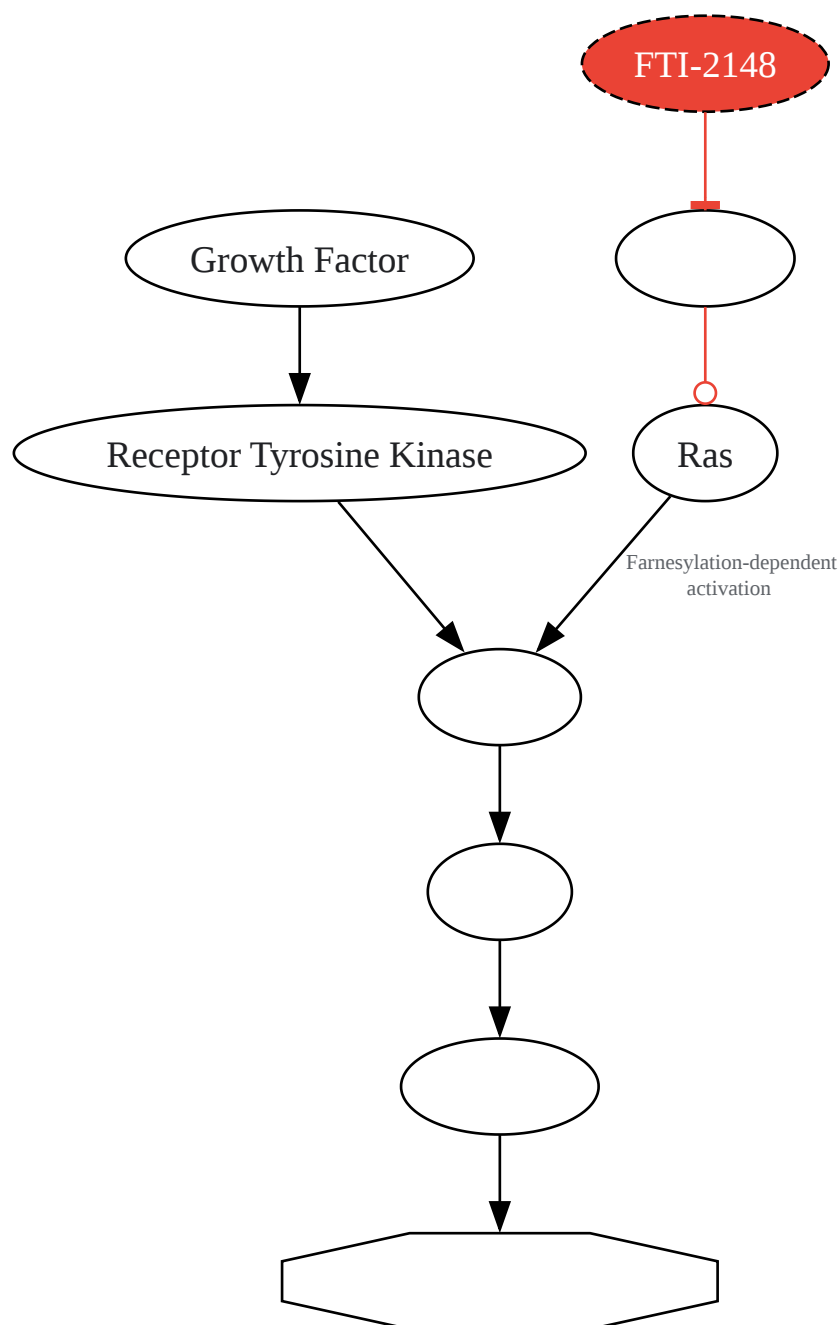 FTI-2148
Growth Factor
Receptor Tyrosine Kinase
Ras
Farnesylation-dependent
activation